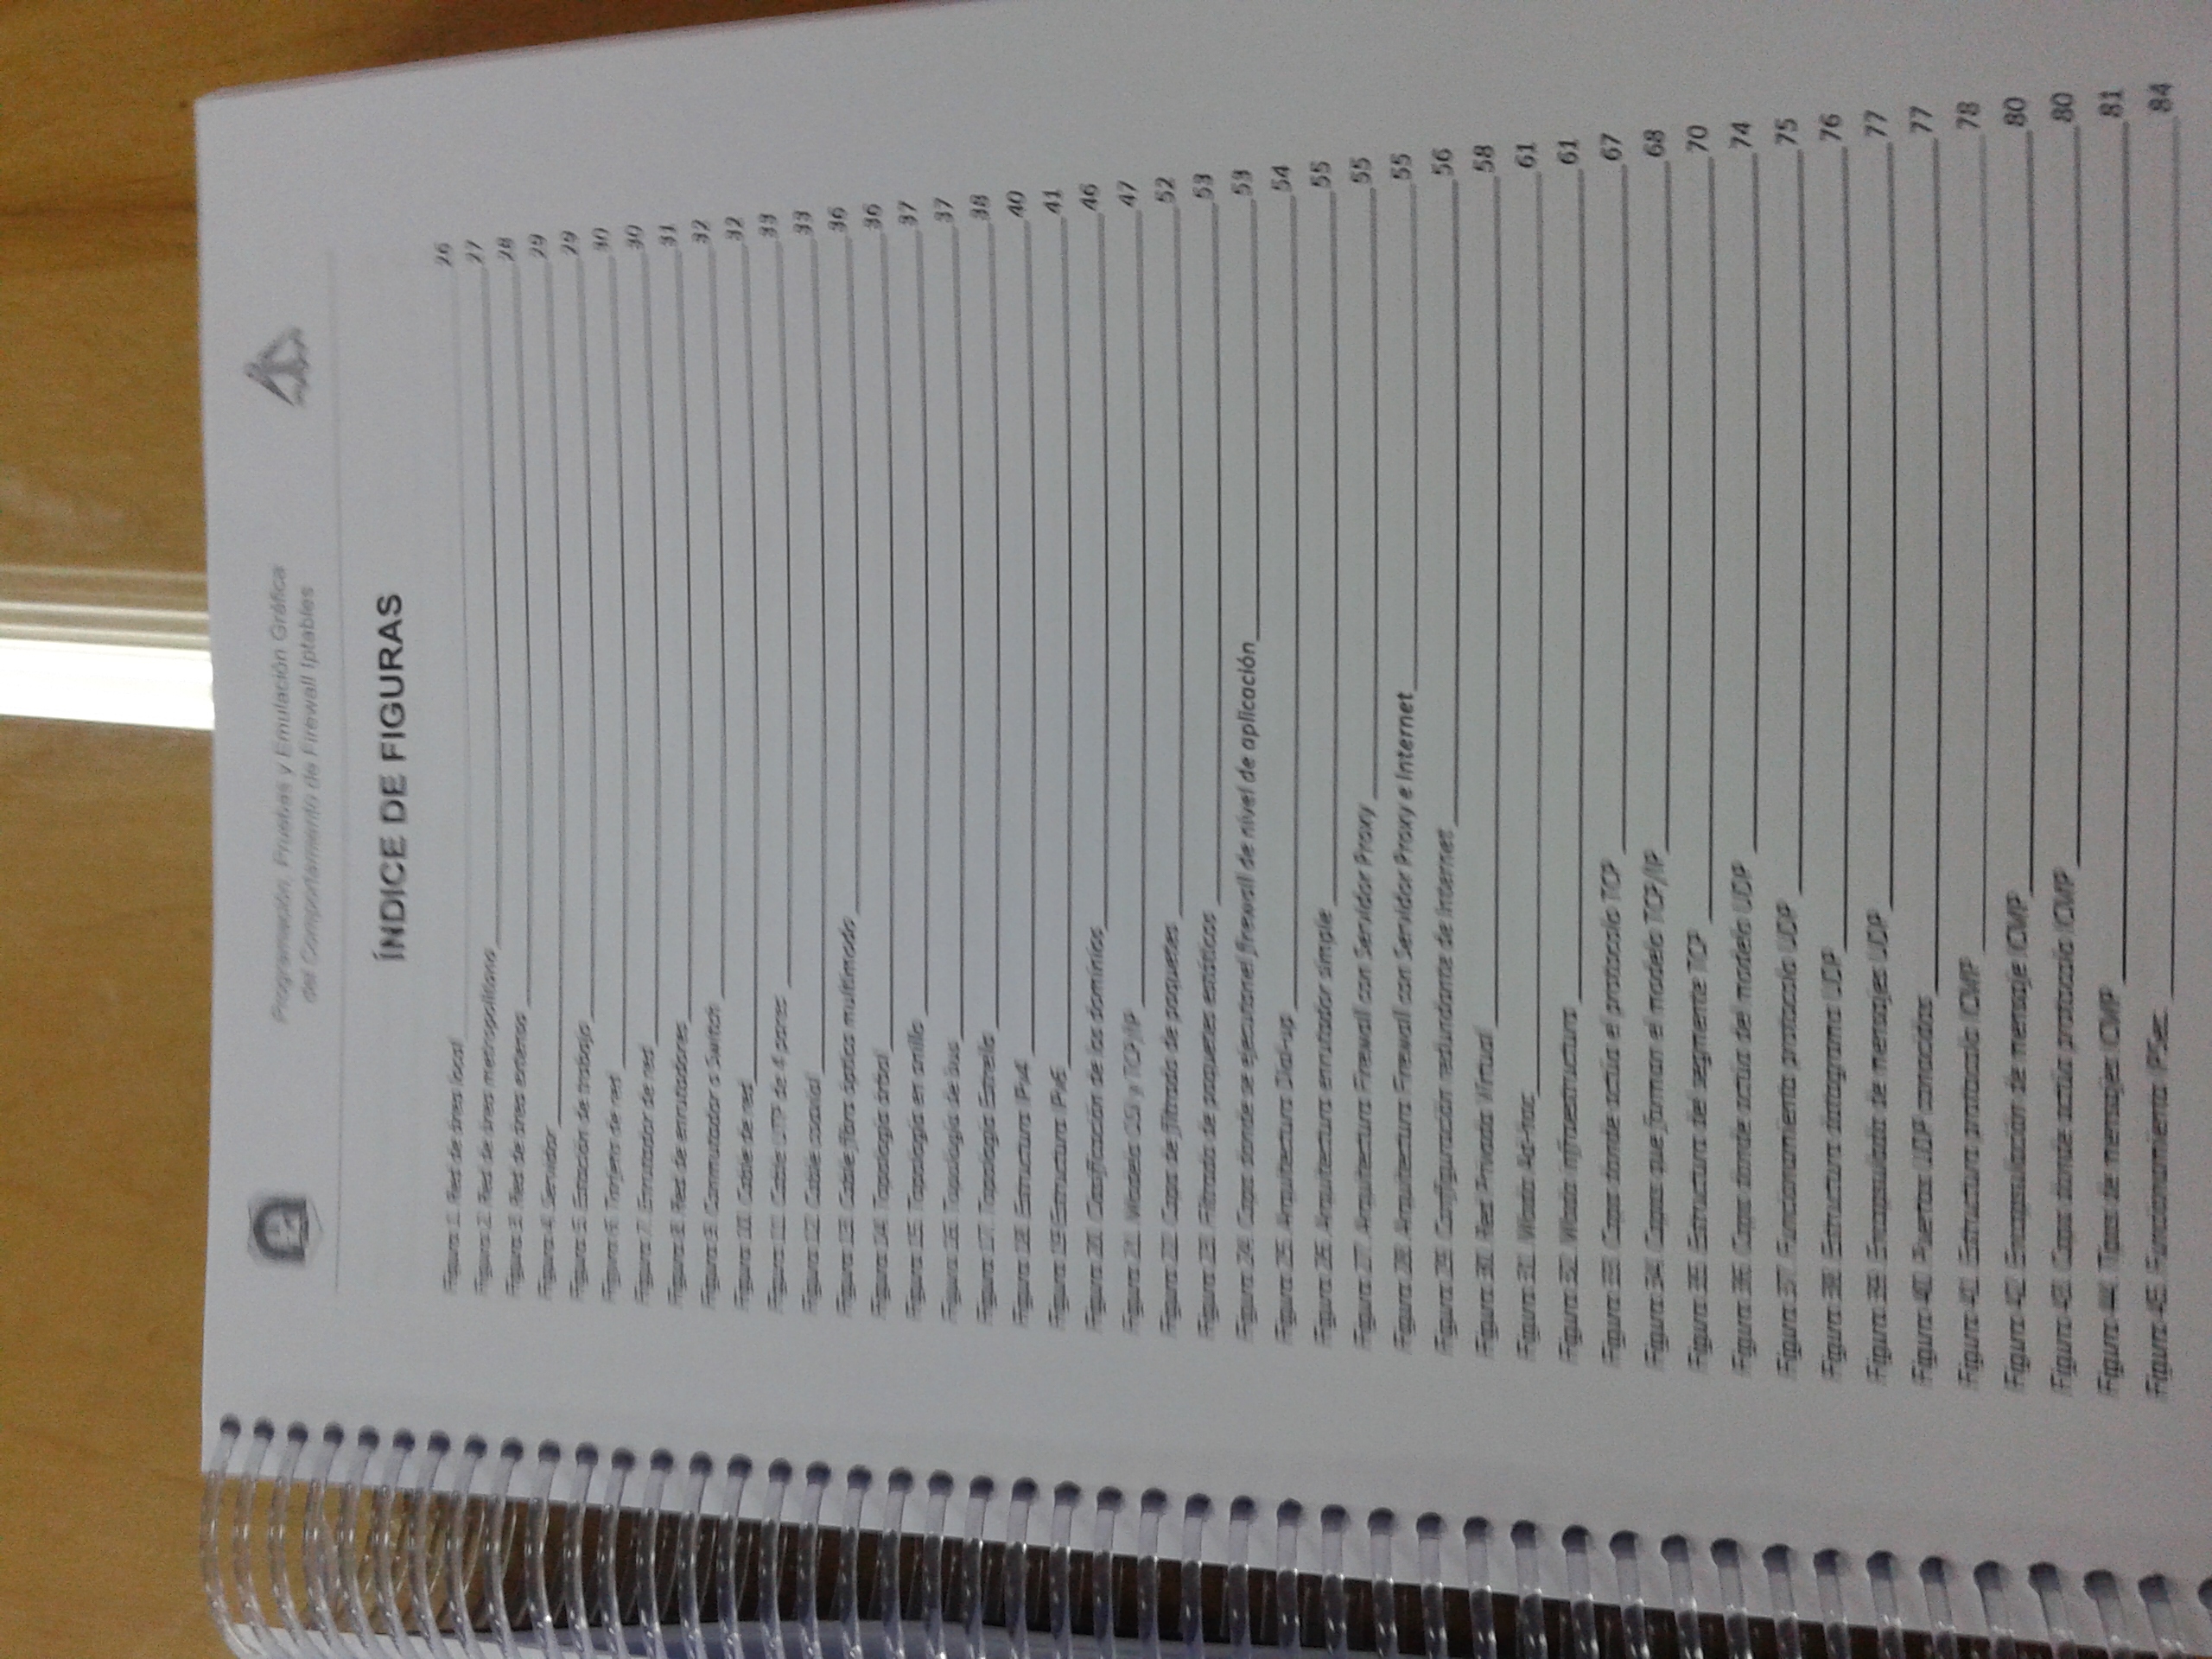 Programación, Pruebas y Emulación Gráfica
del Comportamiento de Firewall Iptables
ÍNDICE DE FIGURAS
Figura 1. Red de área local 26
Figura 2. Red de área metropolitana 27
Figura 3. Red de área extensa 28
Figura 4. Servidor 29
Figura 5. Estación de trabajo 29
Figura 6. Tarjeta de red 30
Figura 7. Enrutador de red 30
Figura 8. Red de enrutadores 31
Figura 9. Conmutador o Switch 32
Figura 10. Cable de red 32
Figura 11. Cable UTP de 4 pares 33
Figura 12. Cable coaxial 33
Figura 13. Cable fibra óptica multimodo 36
Figura 14. Topología árbol 36
Figura 15. Topología en anillo 37
Figura 16. Topología de bus 37
Figura 17. Topología Estrella 38
Figura 18. Estructura IPv4 40
Figura 19 Estructura IPv6 41
Figura 20. Clasificación de los dominios 46
Figura 21. Modelo OSI y TCP/IP 47
Figura 22. Capa de filtrado de paquetes 52
Figura 23. Filtrado de paquetes estáticos 53
Figura 24. Capa donde se ejecutanel firewall de nivel de aplicación 53
Figura 25. Arquitectura Dial-up 54
Figura 26. Arquitectura enrutador simple 55
Figura 27. Arquitectura Firewall con Servidor Proxy 55
Figura 28. Arquitectura Firewall con Servidor Proxy e Internet 55
Figura 29. Configuración redundante de Internet 56
Figura 30. Red Privada Virtual 58
Figura 31. Modo Ad-hoc 61
Figura 32. Modo infraestructura 61
Figura 33. Capa donde actúa el protocolo TCP 67
Figura 34. Capas que forman el modelo TCP/IP 68
Figura 35. Estructura del segmente TCP 70
Figura 36. Capa donde actúa del modelo UDP 74
Figura 37. Funcionamiento protocolo UDP 75
Figura 38. Estructura datagrama UDP 76
Figura 39. Encapsulado de mensajes UDP 77
Figura 40. Puertos UDP conocidos 77
Figura 41. Estructura protocolo ICMP 78
Figura 42. Encapsulación de mensaje ICMP 80
Figura 43. Capa donde actúa protocolo ICMP 80
Figura 44. Tipos de mensajes ICMP 81
Figura 45. Funcionamiento IPSec 84